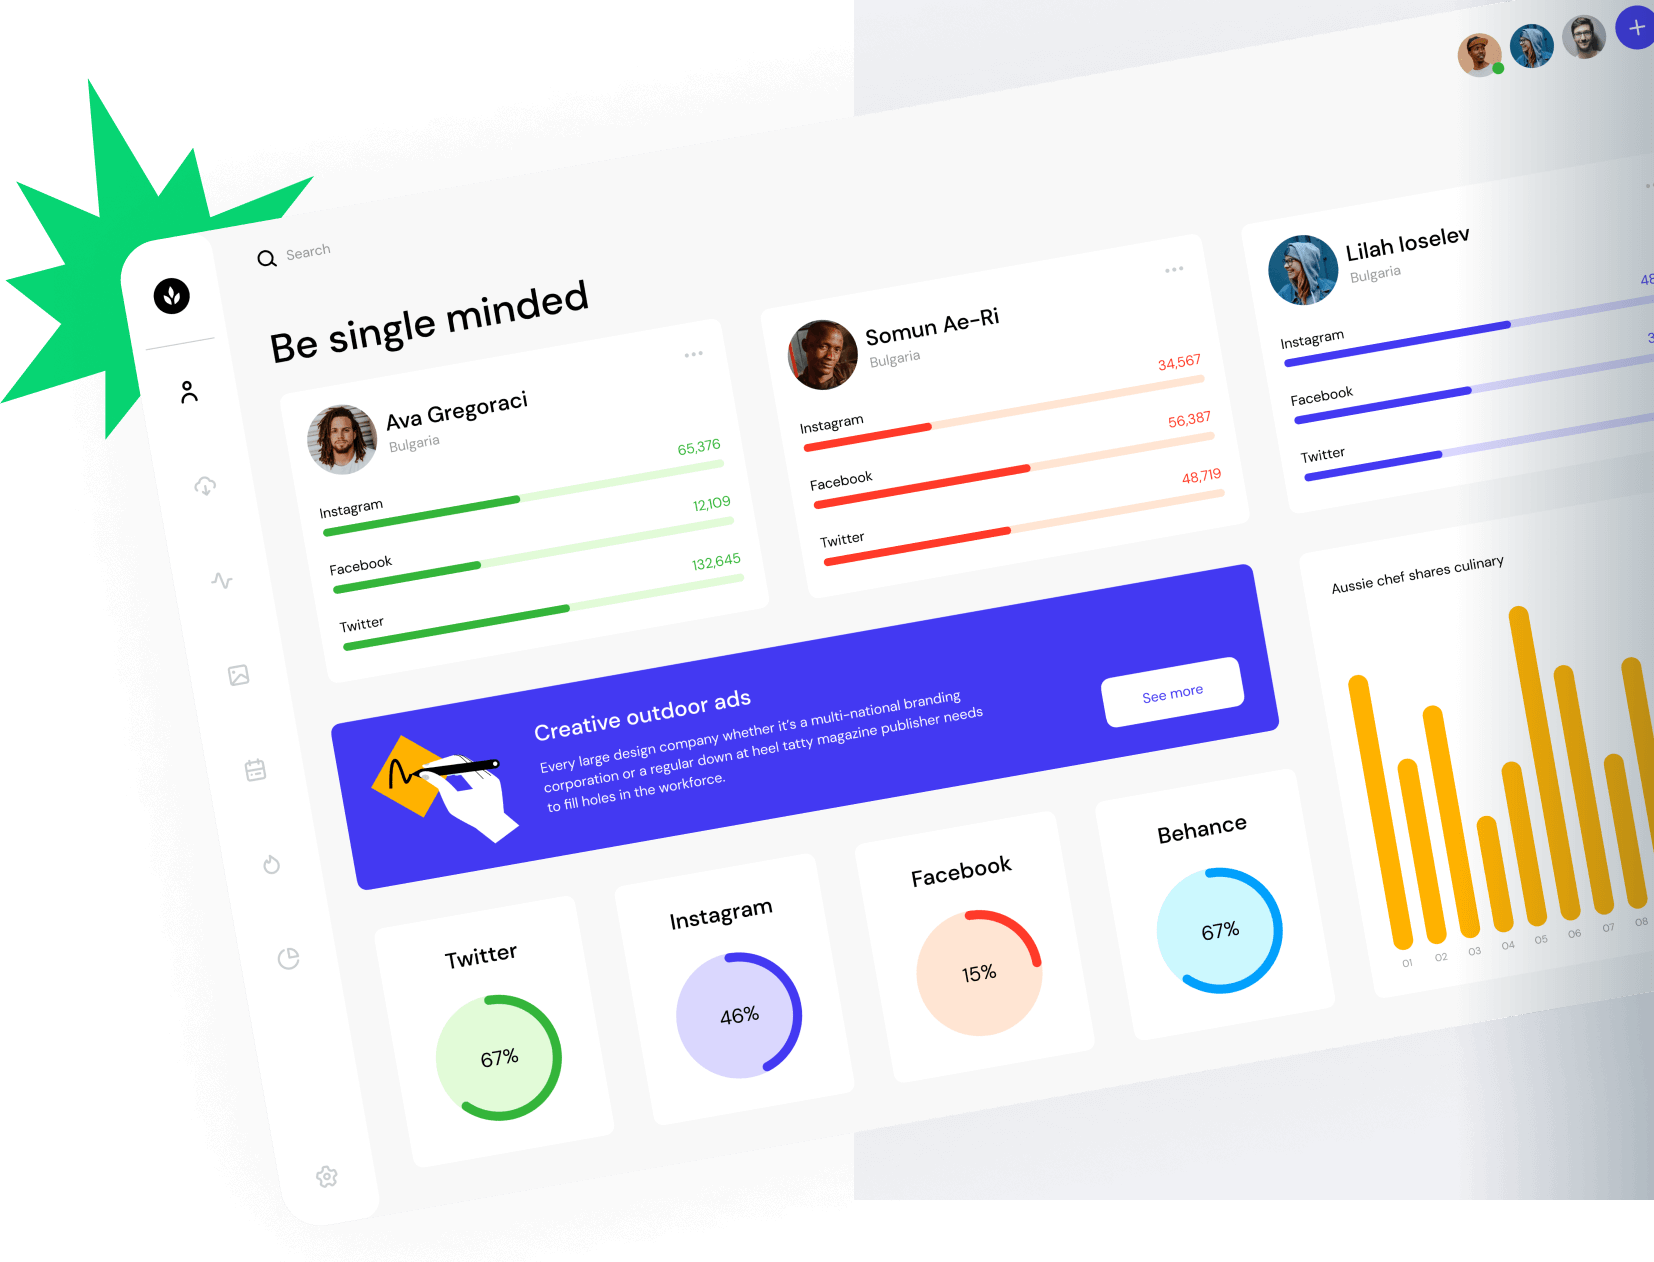 Search
Be single minded
Ava Gregoraci
Bulgaria
Instagram
65,376
Facebook
12,109
Twitter
132,645
Somun Ae-Ri
Bulgaria
Instagram
34,567
Facebook
56,387
Twitter
48,719
Lilah Ioselev
Bulgaria
Instagram
48
Facebook
3
Twitter
Creative outdoor ads
Every large design company whether it's a multi-national branding
corporation or a regular down at heel tatty magazine publisher needs
to fill holes in the workforce.
See more
Twitter
67%
Instagram
46%
Facebook
15%
Behance
67%
Aussie chef shares culinary
01 02 03 04 05 06 07 08